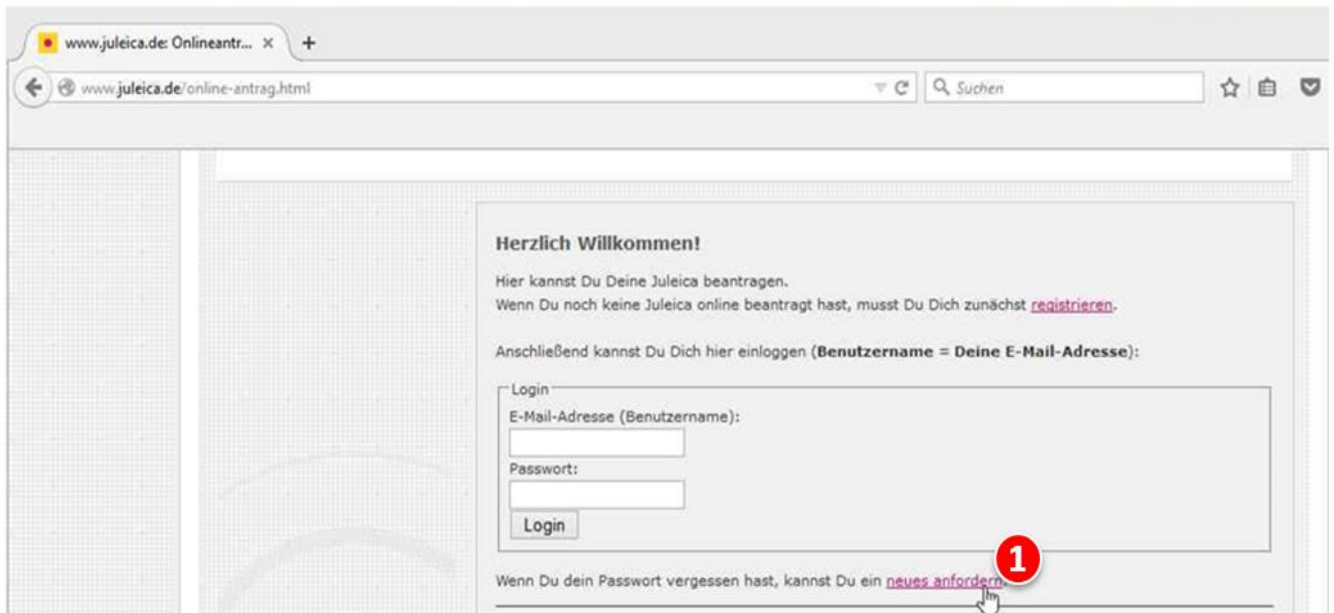 www.juleica.de: Onlineantr... × +
www.juleica.de/online-antrag.html Suchen
Herzlich Willkommen!
Hier kannst Du Deine Juleica beantragen.
Wenn Du noch keine Juleica online beantragt hast, musst Du Dich zunächst registrieren.
Anschließend kannst Du Dich hier einloggen (Benutzername = Deine E-Mail-Adresse):
Login
E-Mail-Adresse (Benutzername):
Passwort:
Login
1
Wenn Du dein Passwort vergessen hast, kannst Du ein neues anfordern.